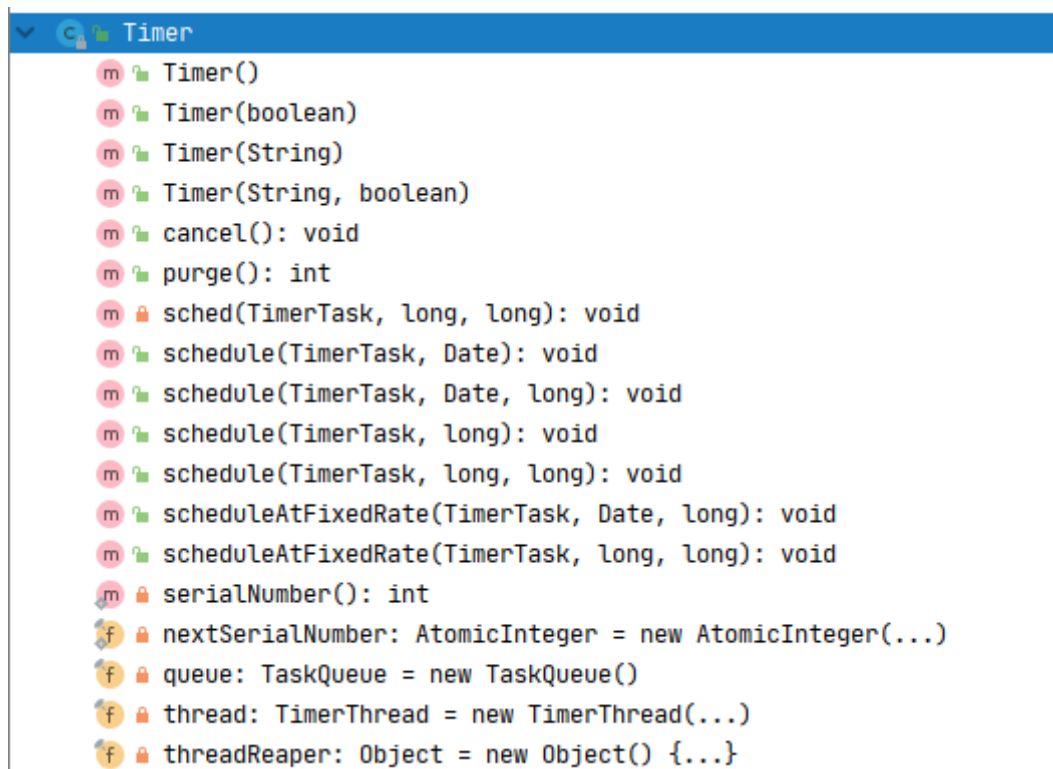 Timer
Timer()
Timer(boolean)
Timer(String)
Timer(String, boolean)
cancel(): void
purge(): int
sched(TimerTask, long, long): void
schedule(TimerTask, Date): void
schedule(TimerTask, Date, long): void
schedule(TimerTask, long): void
schedule(TimerTask, long, long): void
scheduleAtFixedRate(TimerTask, Date, long): void
scheduleAtFixedRate(TimerTask, long, long): void
serialNumber(): int
nextSerialNumber: AtomicInteger = new AtomicInteger(...)
queue: TaskQueue = new TaskQueue()
thread: TimerThread = new TimerThread(...)
threadReaper: Object = new Object() {...}